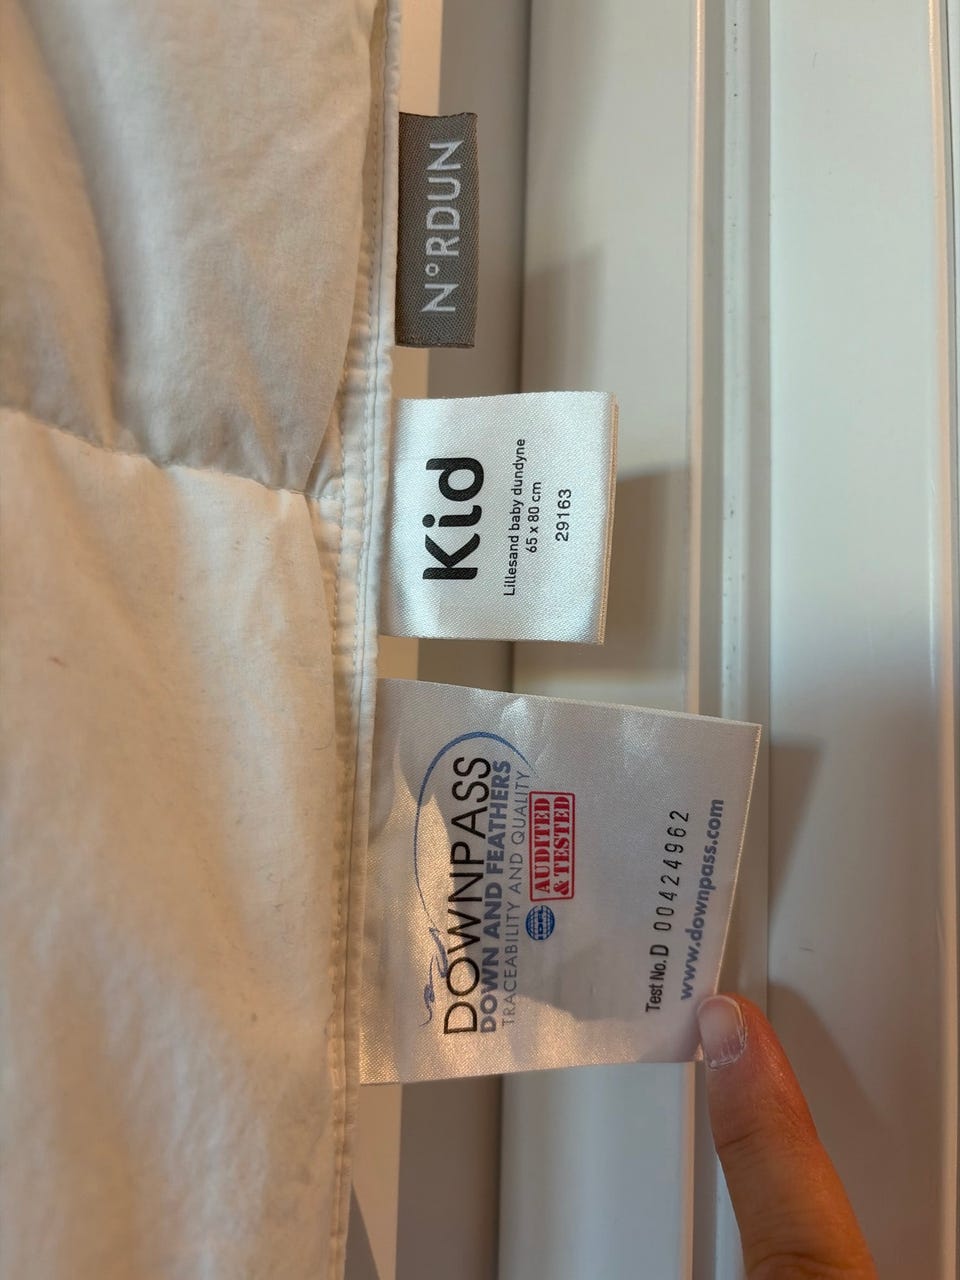 N°RDUN
Kid
Lillesand baby dundyne
65 x 80 cm
29163
DOWNPASS
DOWN AND FEATHERS
TRACEABILITY AND QUALITY
IDFL
AUDITED
& TESTED
Test No. D 00424962
www.downpass.com